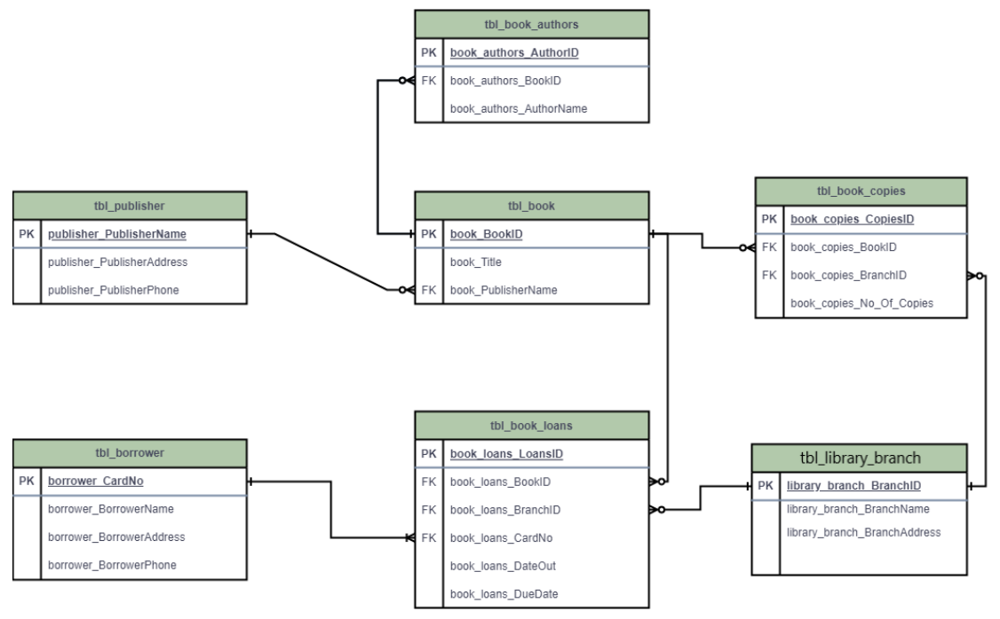 tbl_book_authors
PK book_authors_AuthorID
FK book_authors_BookID
book_authors_AuthorName
tbl_publisher
PK publisher_PublisherName
publisher_PublisherAddress
publisher_PublisherPhone
tbl_book
PK book_BookID
book_Title
FK book_PublisherName
tbl_book_copies
PK book_copies_CopiesID
FK book_copies_BookID
FK book_copies_BranchID
book_copies_No_Of_Copies
tbl_borrower
PK borrower_CardNo
borrower_BorrowerName
borrower_BorrowerAddress
borrower_BorrowerPhone
tbl_book_loans
PK book_loans_LoansID
FK book_loans_BookID
FK book_loans_BranchID
FK book_loans_CardNo
book_loans_DateOut
book_loans_DueDate
tbl_library_branch
PK library_branch_BranchID
library_branch_BranchName
library_branch_BranchAddress